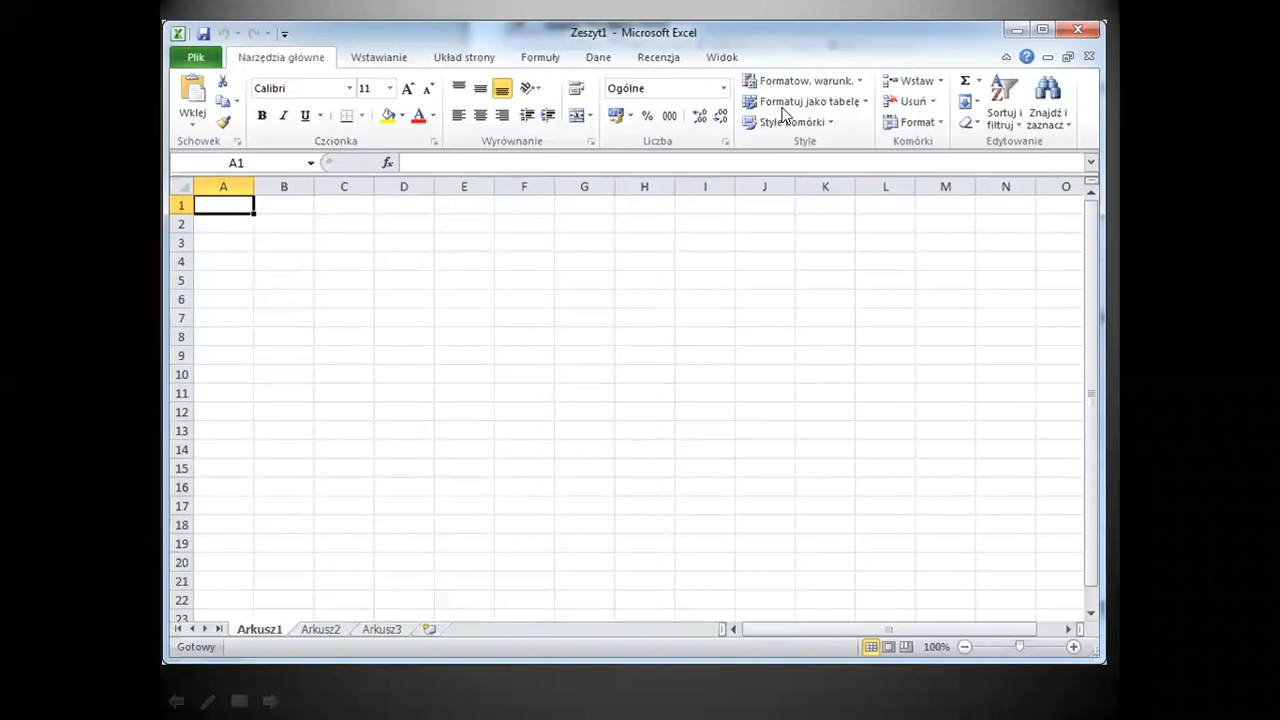 Zeszyt1 - Microsoft Excel
Plik Narzędzia główne Wstawianie Układ strony Formuły Dane Recenzja Widok
Wklej
Calibri 11
Ogólne
Formatow. warunk.
Formatuj jako tabelę
Style komórki
Wstaw
Usuń
Format
Σ
Sortuj i filtruj
Znajdź i zaznacz
B I U A % 000
Schowek Czcionka Wyrównanie Liczba Style Komórki Edytowanie
A1 fx
A B C D E F G H I J K L M N O
1
2
3
4
5
6
7
8
9
10
11
12
13
14
15
16
17
18
19
20
21
22
23
Arkusz1 Arkusz2 Arkusz3
Gotowy 100%